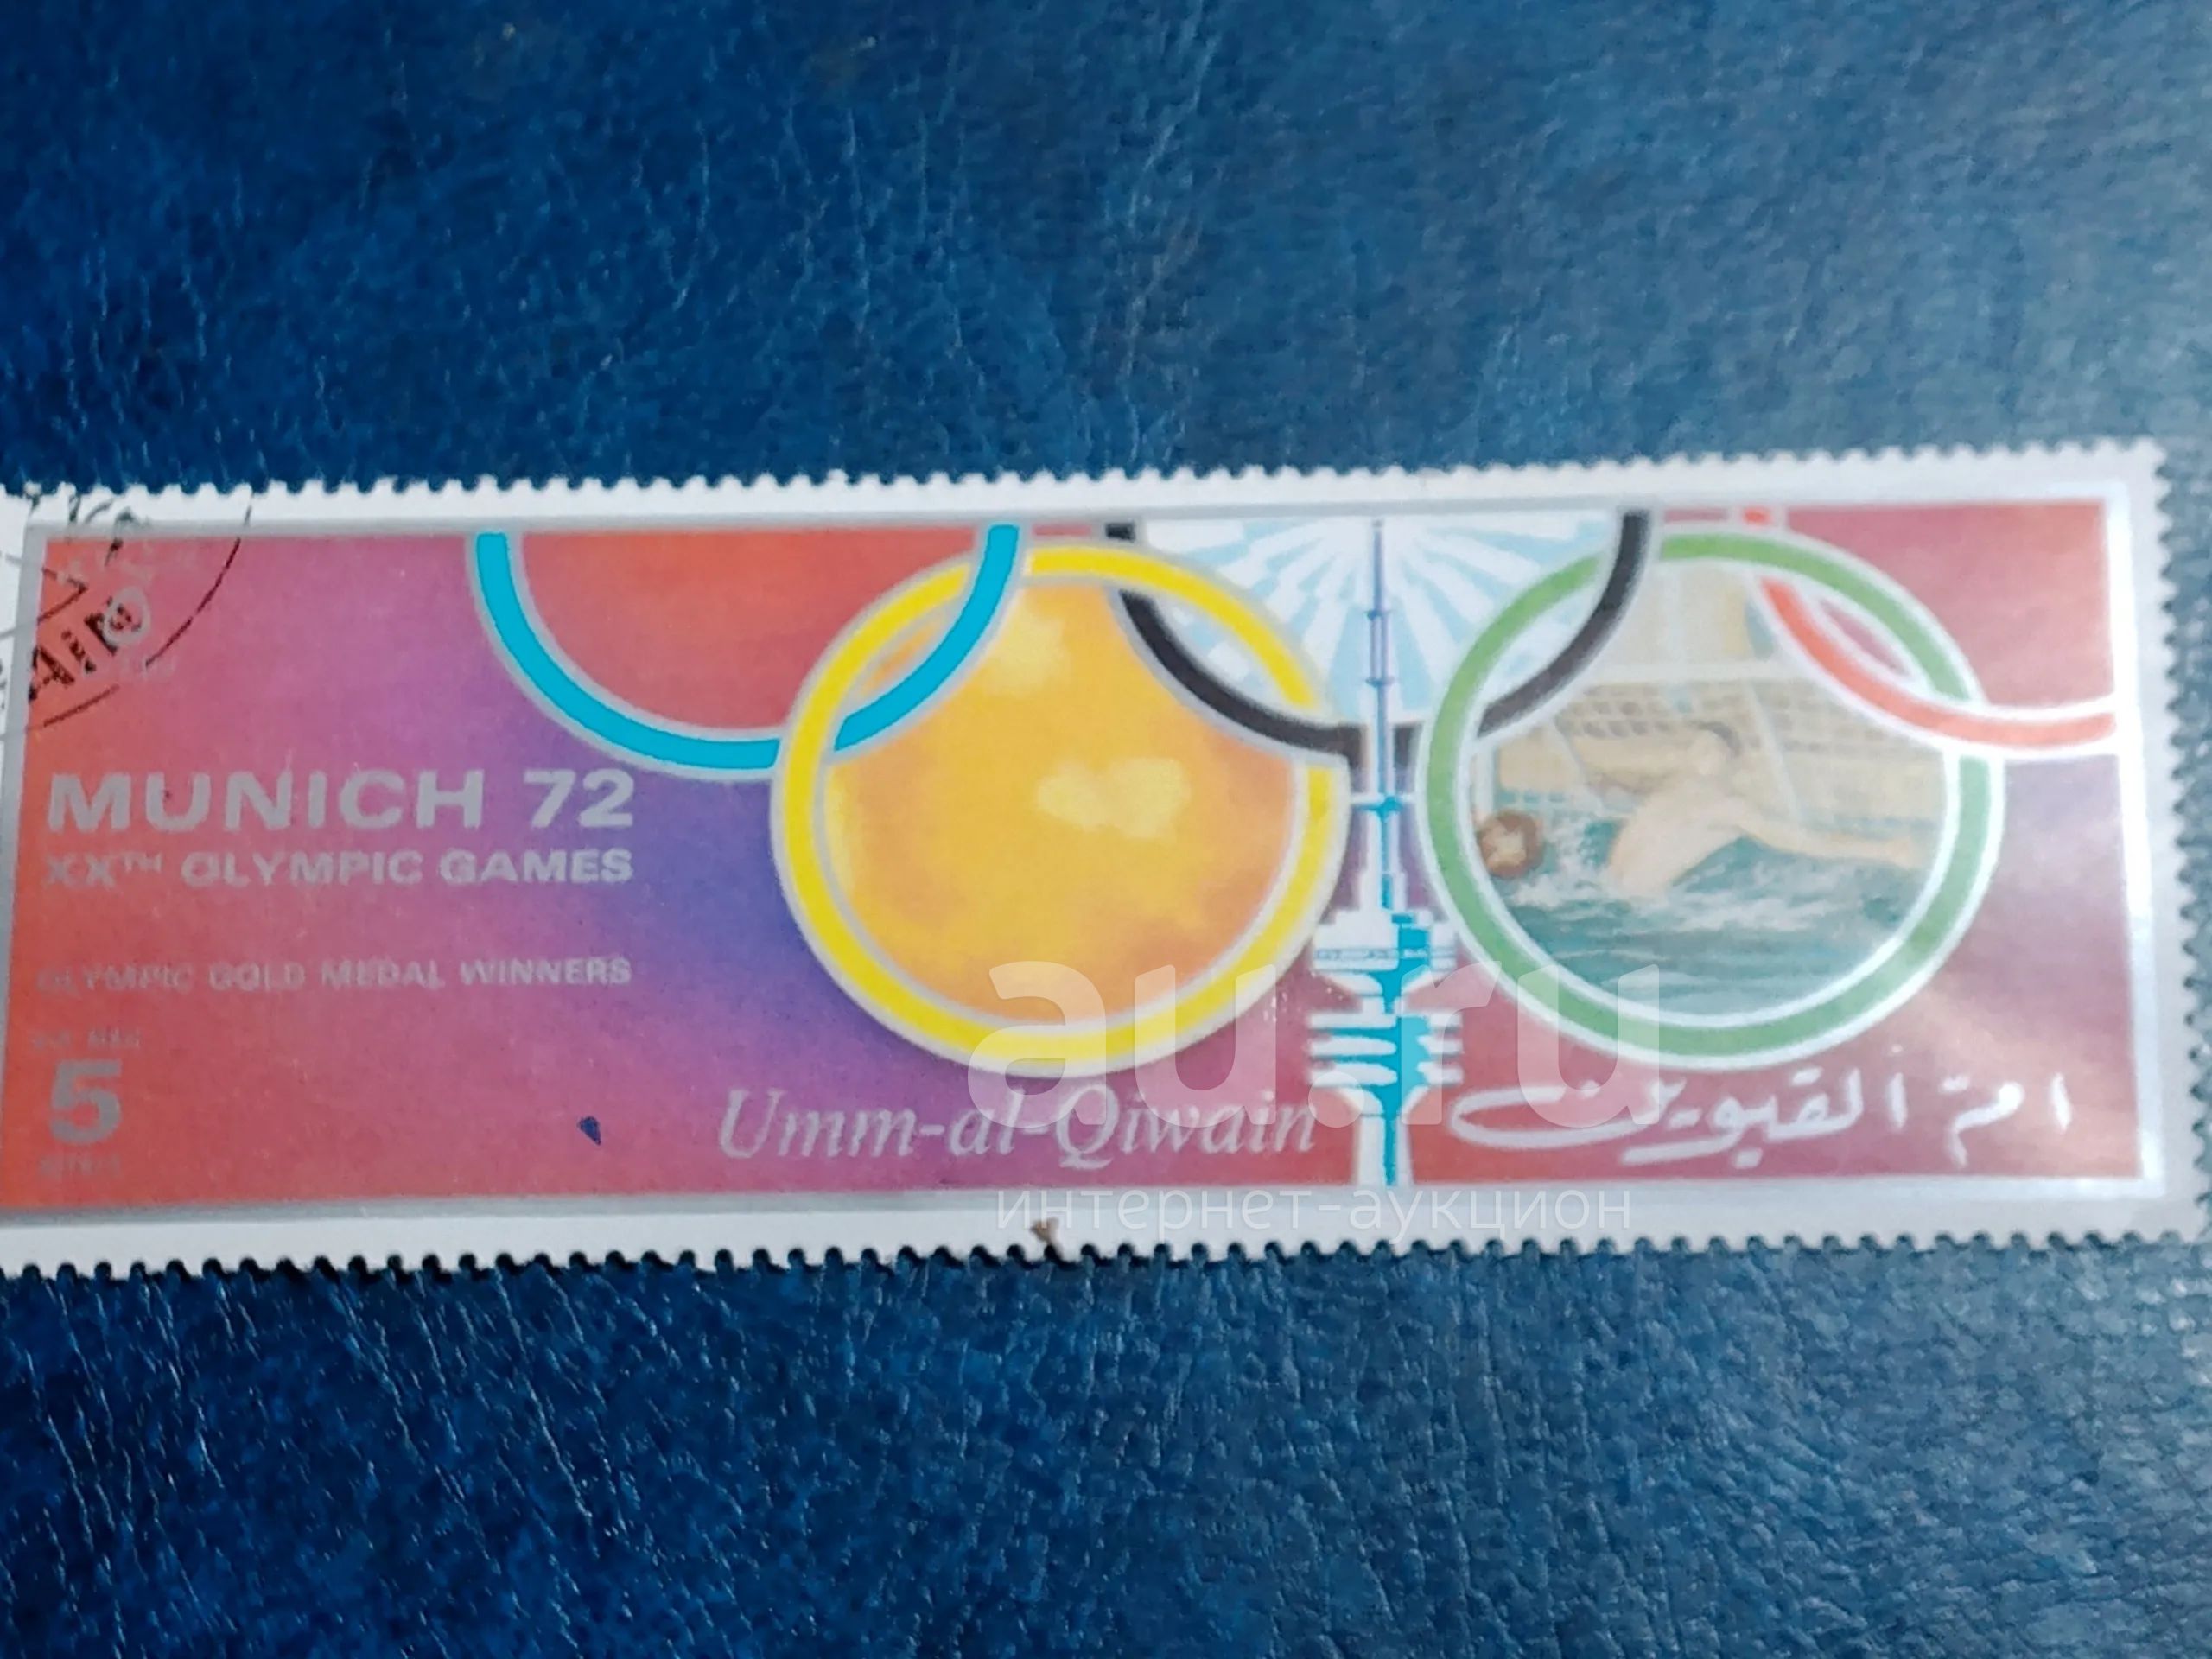 MUNICH 72
XXTH OLYMPIC GAMES
OLYMPIC GOLD MEDAL WINNERS
5
Umm-al-Qiwain
ام القيوين
au.ru
интернет-аукцион